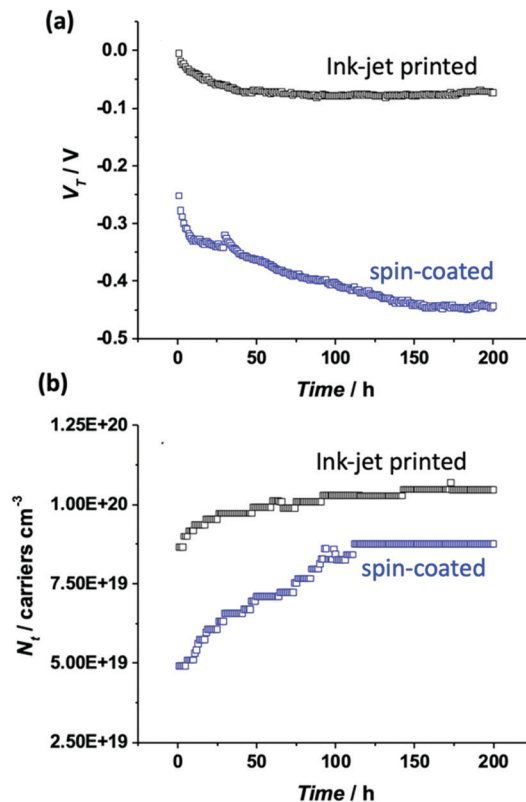 (a)
0.0
-0.1
-0.2
-0.3
-0.4
-0.5
V_T / V
Ink-jet printed
spin-coated
0 50 100 150 200
Time / h
(b)
1.25E+20
1.00E+20
7.50E+19
5.00E+19
2.50E+19
N_t / carriers cm⁻³
Ink-jet printed
spin-coated
0 50 100 150 200
Time / h